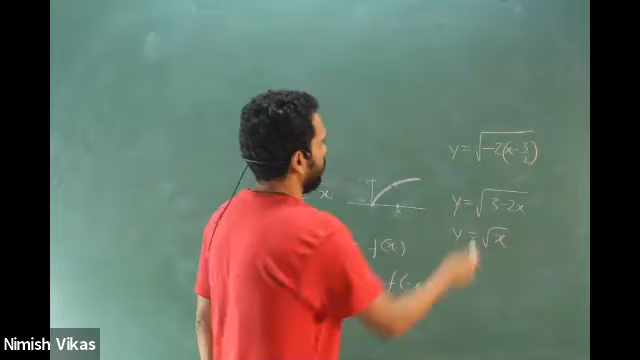 y = √(-2(x - 3/2))
x
y = √(3-2x)
y = √x
f(x)
f(-x
Nimish Vikas